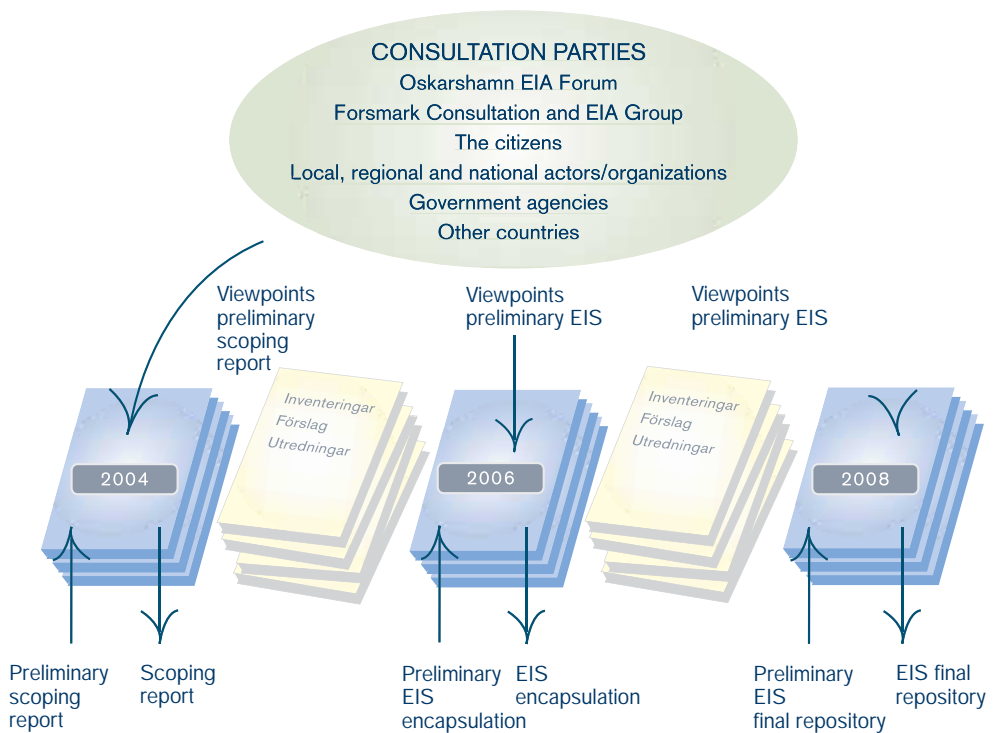 CONSULTATION PARTIES
Oskarshamn EIA Forum
Forsmark Consultation and EIA Group
The citizens
Local, regional and national actors/organizations
Government agencies
Other countries
Viewpoints
preliminary
scoping
report
Viewpoints
preliminary EIS
Viewpoints
preliminary EIS
2004
Inventeringar
Förslag
Utredningar
2006
Inventeringar
Förslag
Utredningar
2008
Preliminary
scoping
report
Scoping
report
Preliminary
EIS
encapsulation
EIS
encapsulation
Preliminary
EIS
final repository
EIS final
repository